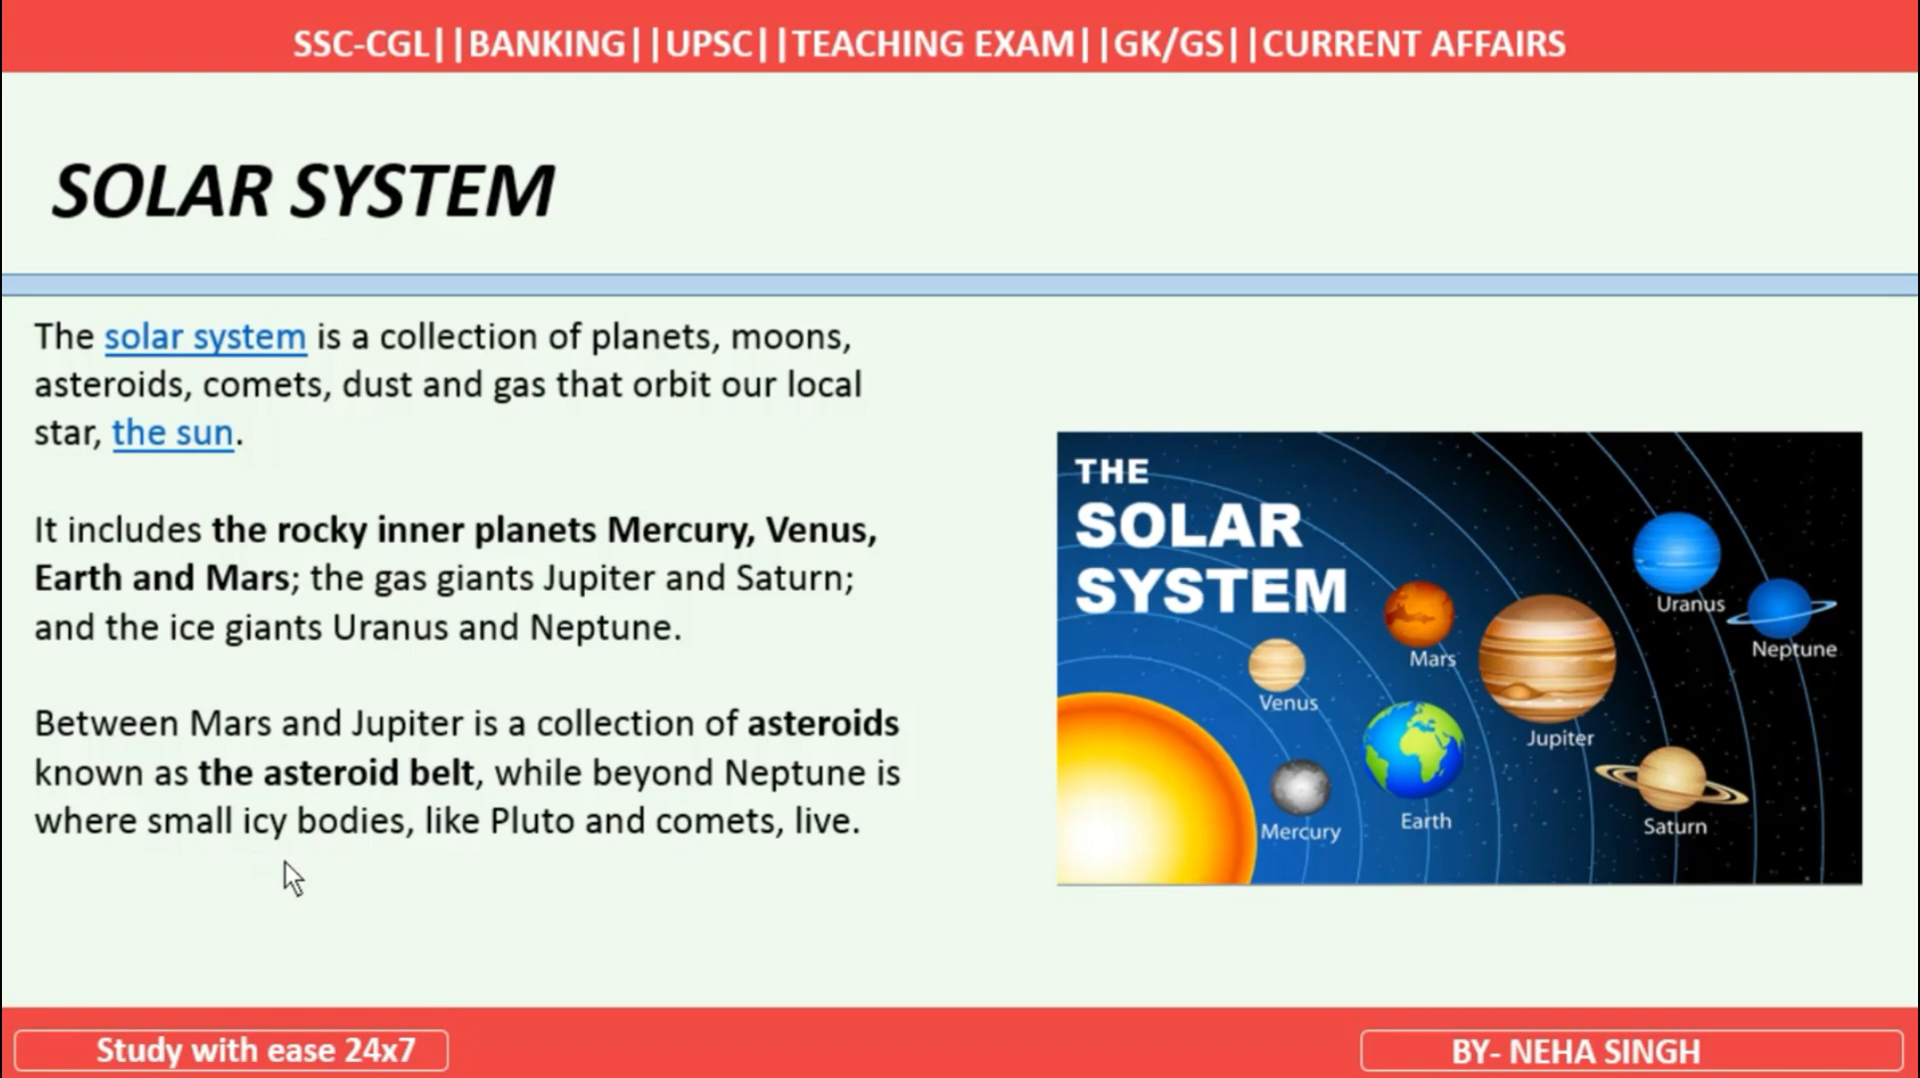 SSC-CGL||BANKING||UPSC||TEACHING EXAM||GK/GS||CURRENT AFFAIRS
SOLAR SYSTEM
The solar system is a collection of planets, moons,
asteroids, comets, dust and gas that orbit our local
star, the sun.
It includes the rocky inner planets Mercury, Venus,
Earth and Mars; the gas giants Jupiter and Saturn;
and the ice giants Uranus and Neptune.
Between Mars and Jupiter is a collection of asteroids
known as the asteroid belt, while beyond Neptune is
where small icy bodies, like Pluto and comets, live.
THE
SOLAR
SYSTEM
Uranus
Neptune
Mars
Venus
Jupiter
Earth
Mercury
Saturn
Study with ease 24x7
BY- NEHA SINGH